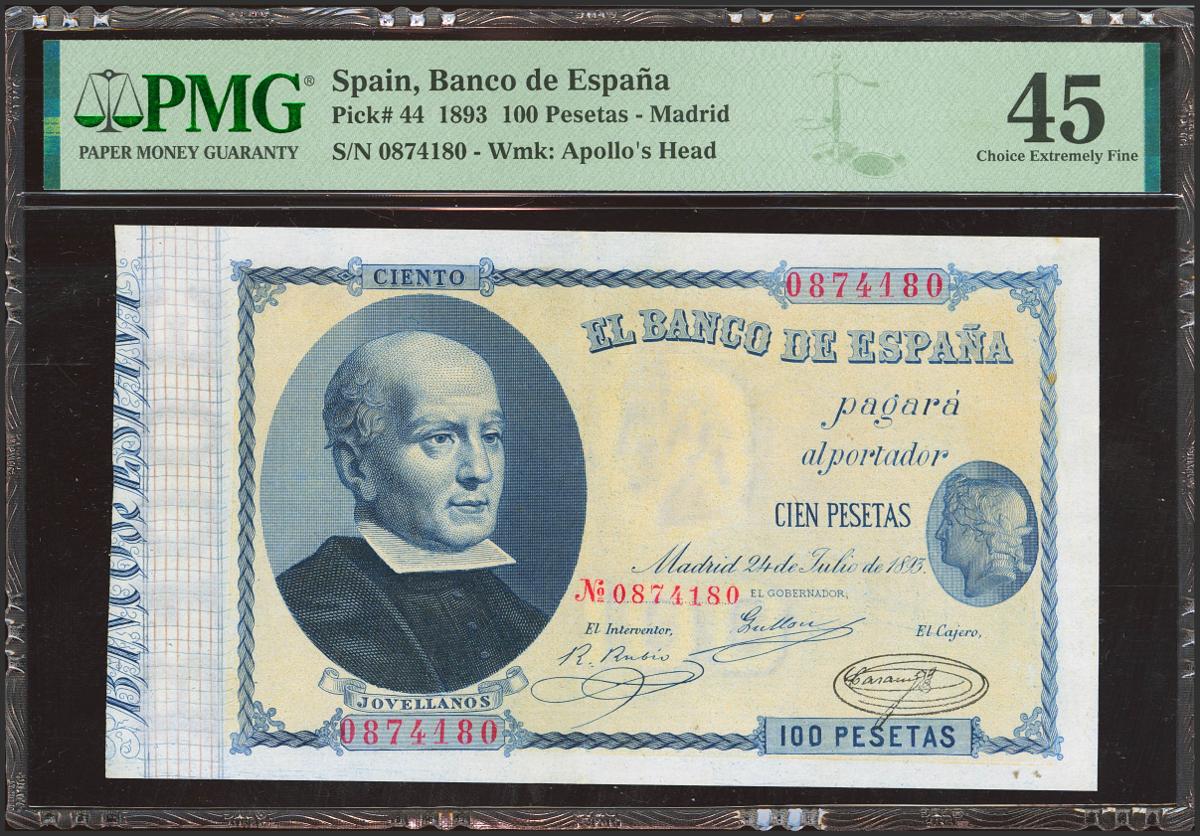 PMG®
PAPER MONEY GUARANTY
Spain, Banco de España
Pick# 44 1893 100 Pesetas - Madrid
S/N 0874180 - Wmk: Apollo's Head
45
Choice Extremely Fine
BANCO DE ESPAÑA
CIENTO
0874180
EL BANCO DE ESPAÑA
pagará
al portador
CIEN PESETAS
Madrid 24 de Julio de 1893.
№ 0874180
EL GOBERNADOR,
El Interventor,
Gullon
El Cajero,
R. Rubio
JOVELLANOS
0874180
100 PESETAS